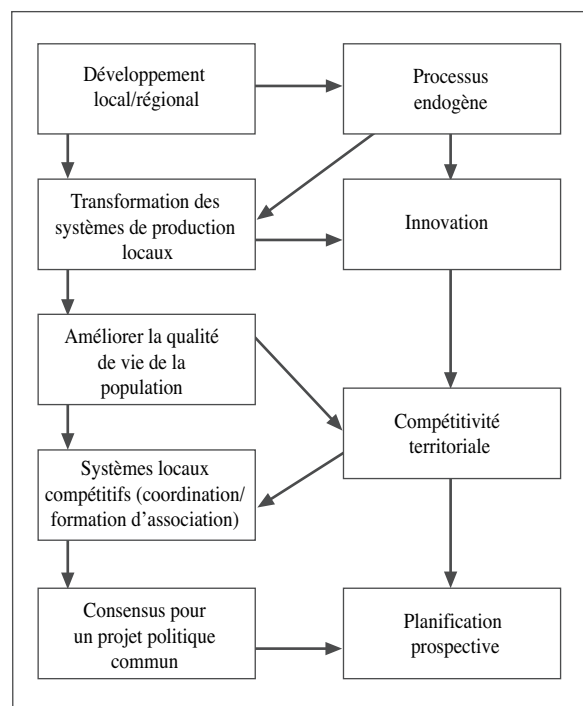 Développement
local/régional
Processus
endogène
Transformation des
systèmes de production
locaux
Innovation
Améliorer la qualité
de vie de la
population
Compétitivité
territoriale
Systèmes locaux
compétitifs (coordination/
formation d'association)
Consensus pour
un projet politique
commun
Planification
prospective